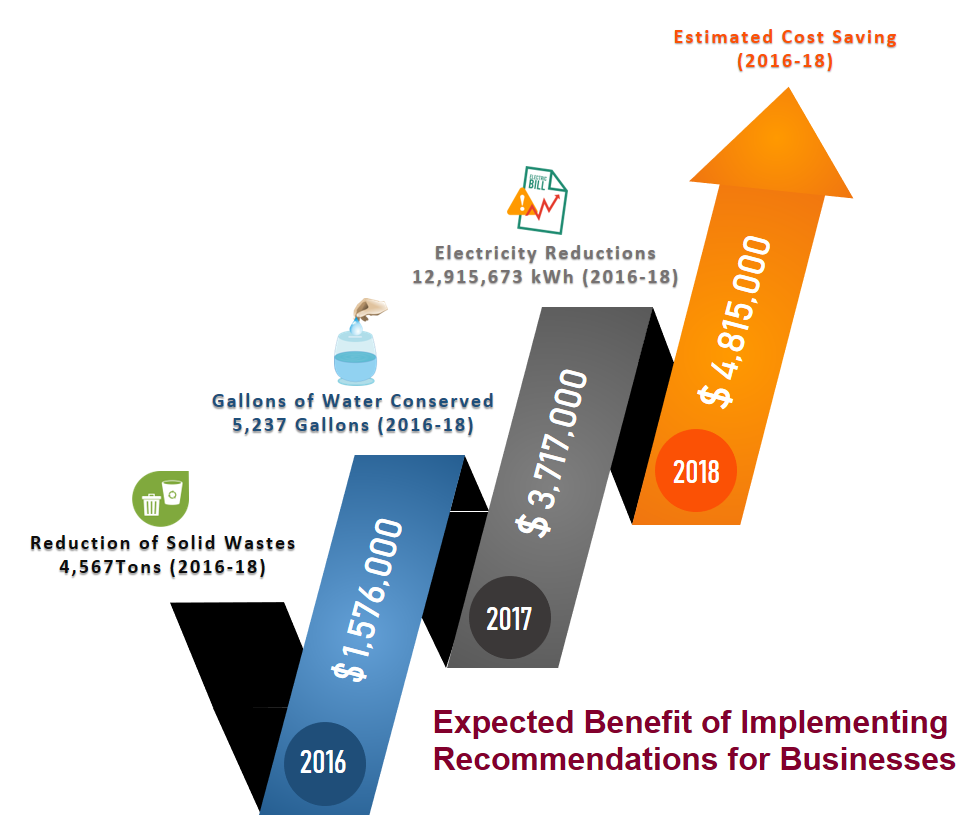 Estimated Cost Saving
(2016-18)
ELECTRIC
BILL
Electricity Reductions
12,915,673 kWh (2016-18)
$ 4,815,000
2018
Gallons of Water Conserved
5,237 Gallons (2016-18)
$ 3,717,000
2017
Reduction of Solid Wastes
4,567Tons (2016-18)
$ 1,576,000
2016
Expected Benefit of Implementing
Recommendations for Businesses